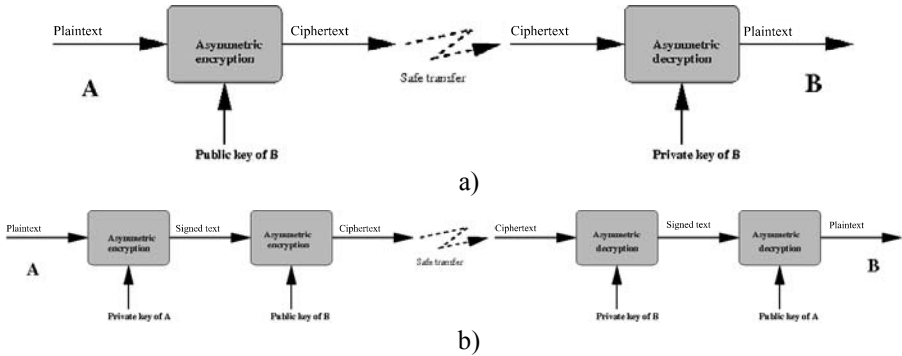 Plaintext
Asymmetric
encryption
Ciphertext
Safe transfer
Ciphertext
Asymmetric
decryption
Plaintext
A
B
Public key of B
Private key of B
a)
Plaintext
Asymmetric
encryption
Signed text
Asymmetric
encryption
Ciphertext
Safe transfer
Ciphertext
Asymmetric
decryption
Signed text
Asymmetric
decryption
Plaintext
A
B
Private key of A
Public key of B
Private key of B
Public key of A
b)